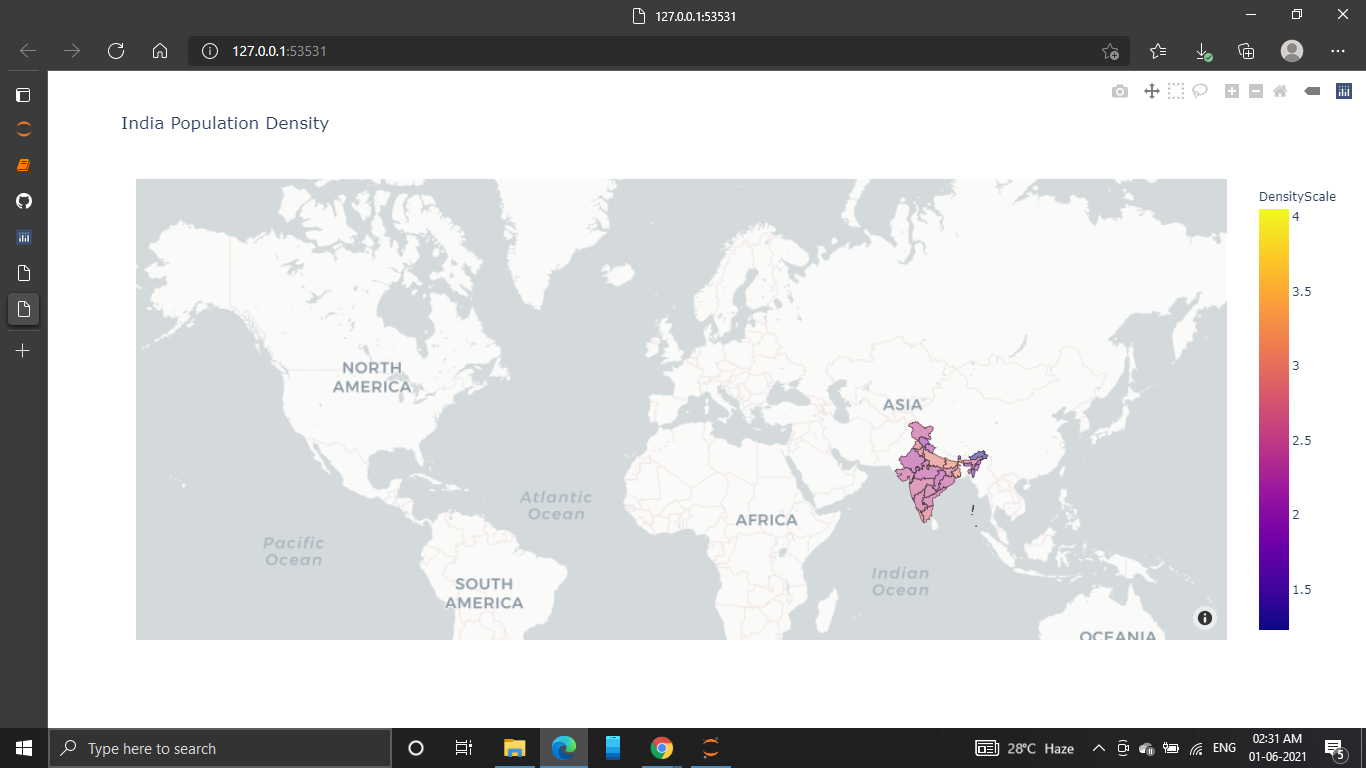 127.0.0.1:53531
127.0.0.1:53531
India Population Density
DensityScale
4
3.5
3
2.5
2
1.5
NORTH
AMERICA
ASIA
Atlantic
Ocean
AFRICA
Pacific
Ocean
Indian
Ocean
SOUTH
AMERICA
OCEANIA
Type here to search
28°C Haze
ENG
02:31 AM
01-06-2021
5